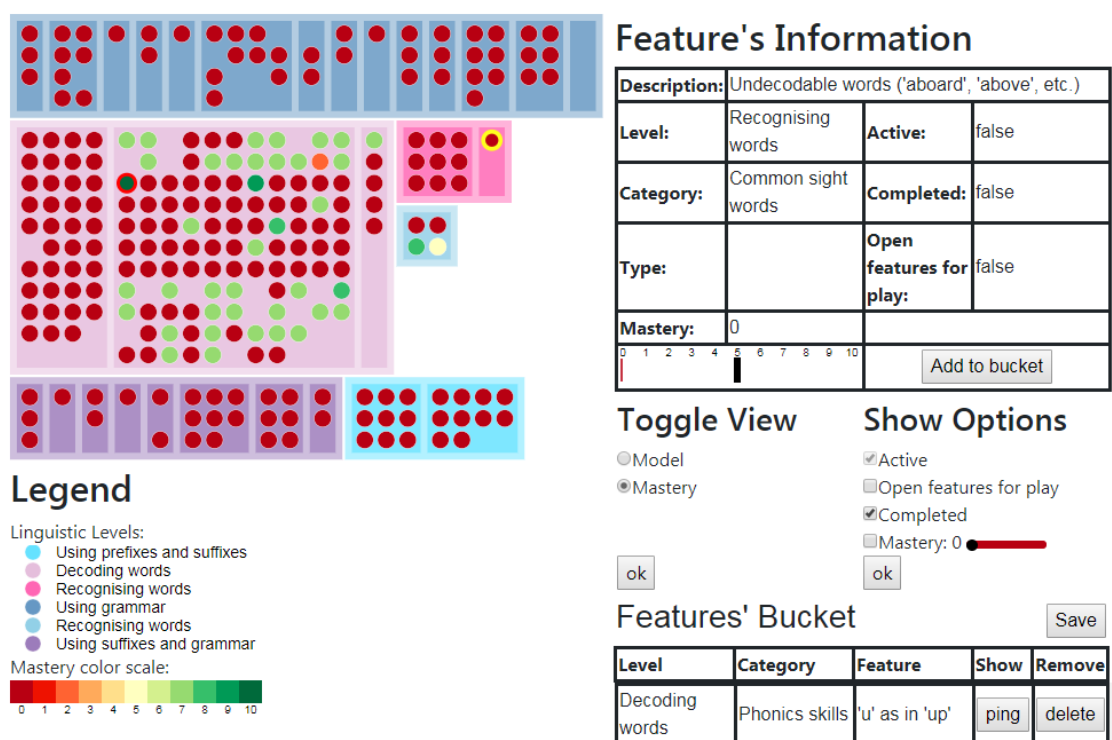 Feature's Information
Description: Undecodable words ('aboard', 'above', etc.)
Level: Recognising words Active: false
Category: Common sight words Completed: false
Type: Open features for play: false
Mastery: 0
0 1 2 3 4 5 6 7 8 9 10
Add to bucket
Toggle View
Model
Mastery
ok
Show Options
Active
Open features for play
Completed
Mastery: 0
ok
Legend
Linguistic Levels:
Using prefixes and suffixes
Decoding words
Recognising words
Using grammar
Recognising words
Using suffixes and grammar
Mastery color scale:
0 1 2 3 4 5 6 7 8 9 10
Features' Bucket
Save
Level Category Feature Show Remove
Decoding words Phonics skills 'u' as in 'up' ping delete